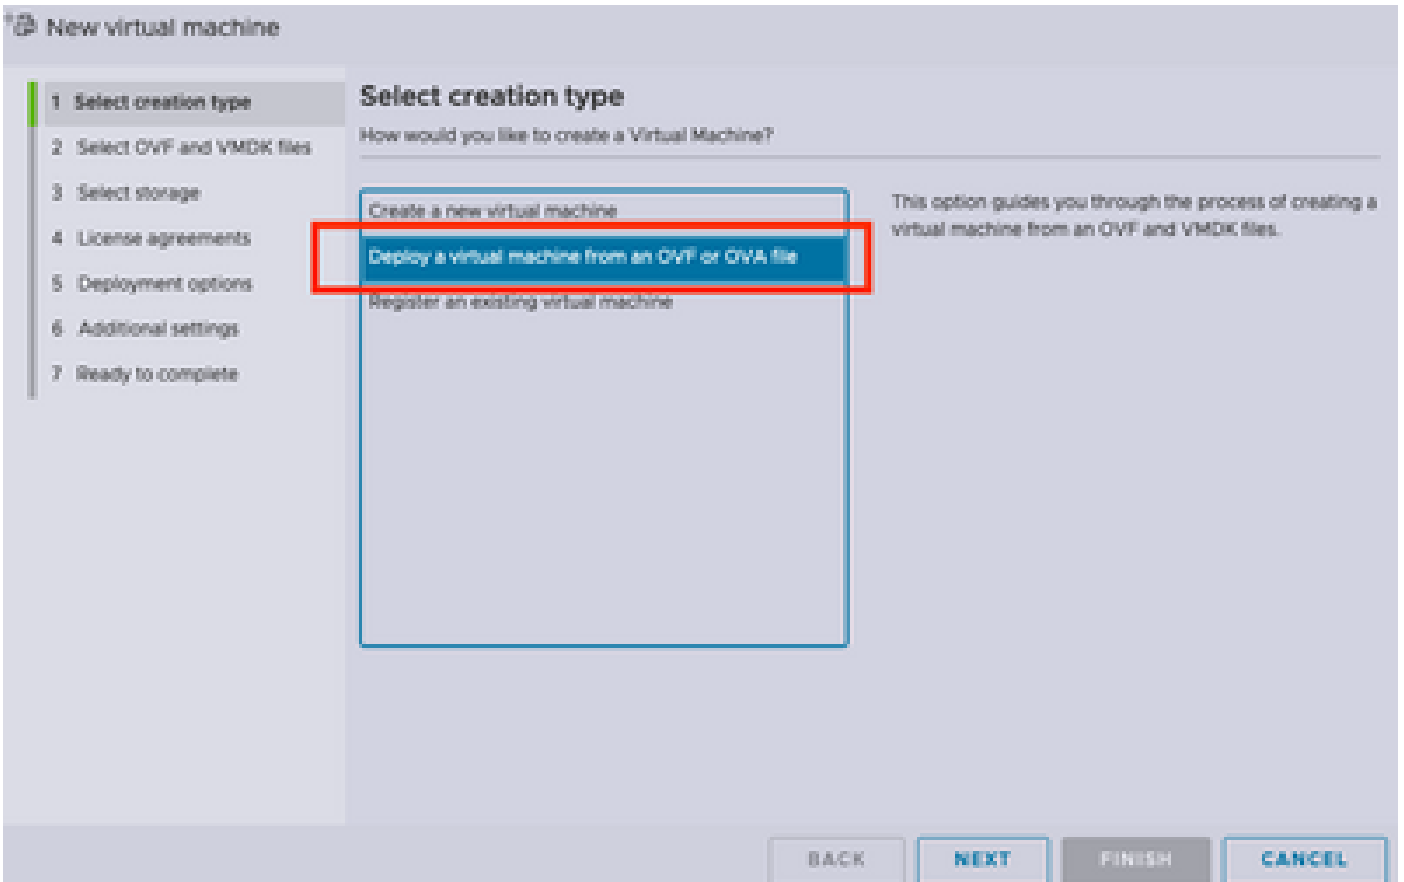 New virtual machine
1 Select creation type
2 Select OVF and VMDK files
3 Select storage
4 License agreements
5 Deployment options
6 Additional settings
7 Ready to complete
Select creation type
How would you like to create a Virtual Machine?
Create a new virtual machine
Deploy a virtual machine from an OVF or OVA file
Register an existing virtual machine
This option guides you through the process of creating a
virtual machine from an OVF and VMDK files.
BACK
NEXT
FINISH
CANCEL